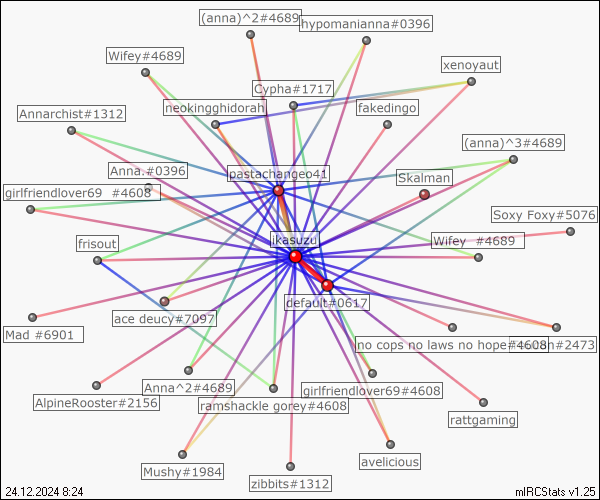 (anna)^2#4689
hypomanianna#0396
Wifey#4689
xenoyaut
Cypha#1717
neokingghidorah
fakedingo
Annarchist#1312
(anna)^3#4689
Anna.#0396
pastachangeo41
Skalman
girlfriendlover69 #4608
Soxy Foxy#5076
frisout
ikasuzu
Wifey #4689
default#0617
ace deucy#7097
Mad #6901
no cops no laws no hope#4608
#2473
Anna^2#4689
girlfriendlover69#4608
AlpineRooster#2156
ramshackle gorey#4608
rattgaming
Mushy#1984
avelicious
zibbits#1312
24.12.2024 8:24
mIRCStats v1.25